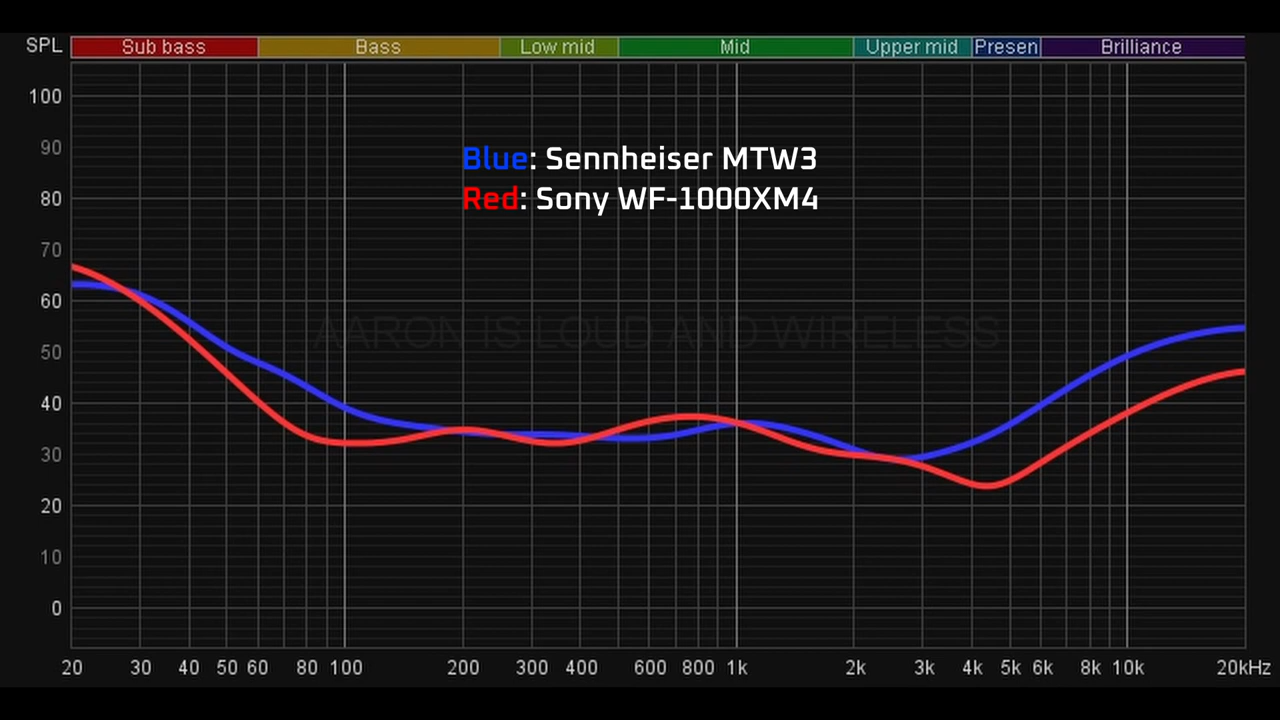 SPL Sub bass Bass Low mid Mid Upper mid Presen Brilliance
100
90
Blue: Sennheiser MTW3
80
Red: Sony WF-1000XM4
70
60
AARON IS LOUD AND WIRELESS
50
40
30
20
10
0
20 30 40 50 60 80 100 200 300 400 600 800 1k 2k 3k 4k 5k 6k 8k 10k 20kHz